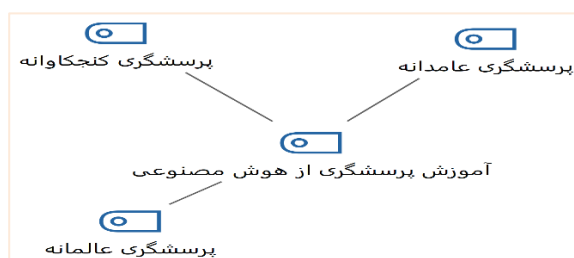 پرسشگری کنجکاوانه
پرسشگری عامدانه
آموزش پرسشگری از هوش مصنوعی
پرسشگری عالمانه